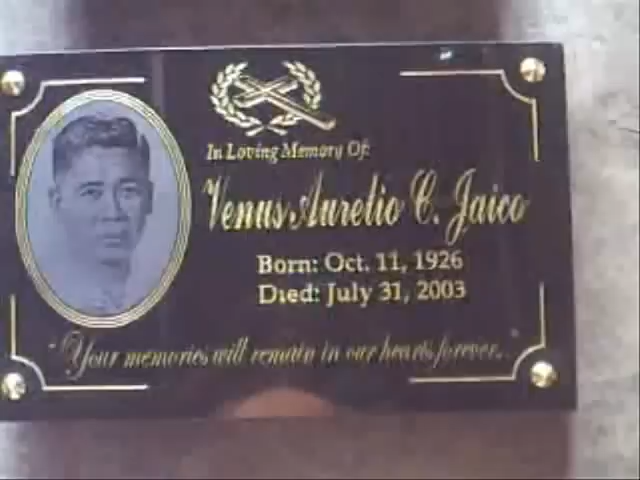 In Loving Memory Of:
Venus Aurelio C. Jaico
Born: Oct. 11, 1926
Died: July 31, 2003
"Your memories will remain in our hearts forever..."